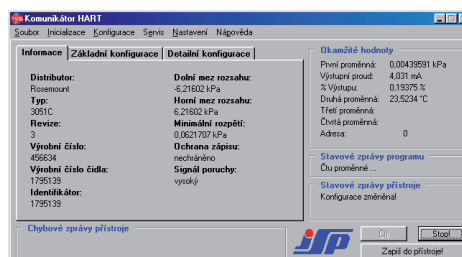 Komunikátor HART
Soubor Inicializace Konfigurace Servis Nastavení Nápověda
Informace Základní konfigurace Detailní konfigurace
Distributor:
Rosemount
Typ:
3051C
Revize:
3
Výrobní číslo:
456634
Výrobní číslo čidla:
1795139
Identifikátor:
1795139
Dolní mez rozsahu:
-6,21602 kPa
Horní mez rozsahu:
6,21602 kPa
Minimální rozpětí:
0,0621707 kPa
Ochrana zápisu:
nechráněno
Signál poruchy:
vysoký
Okamžité hodnoty
První proměnná: 0,00439591 kPa
Výstupní proud: 4,031 mA
% Výstupu: 0,19375 %
Druhá proměnná: 23,5234 °C
Třetí proměnná:
Čtvrtá proměnná:
Adresa: 0
Stavové zprávy programu
Čtu proměnné ...
Stavové zprávy přístroje
Konfigurace změněna!
Chybové zprávy přístroje
JSP
Stop!
Zapiš do přístroje!